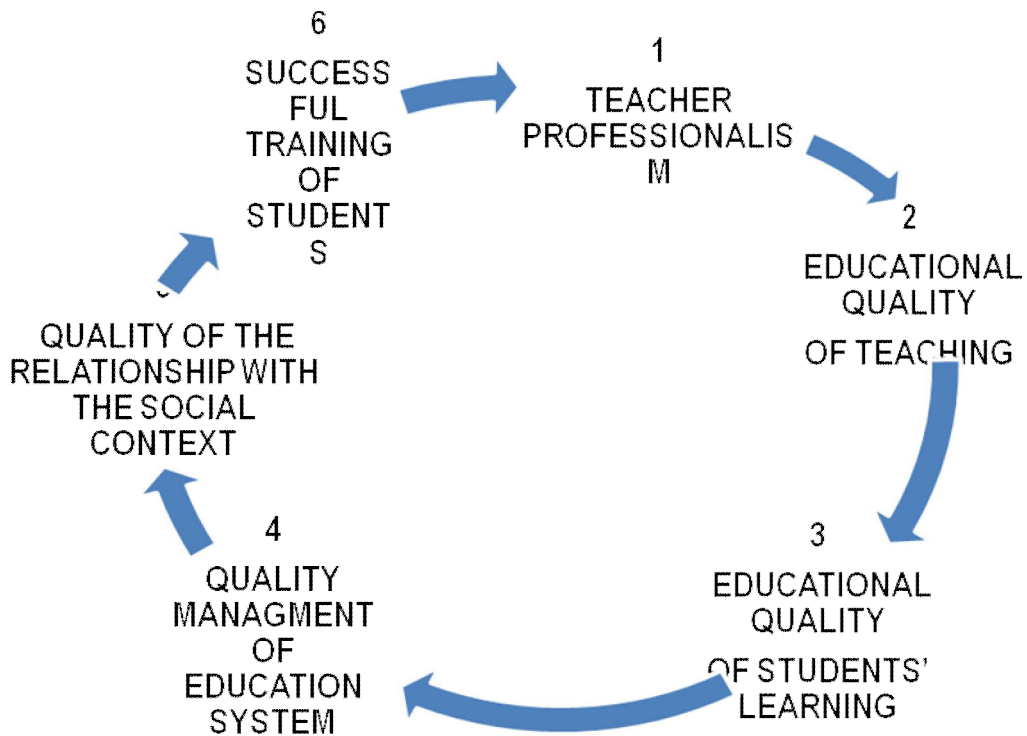 1
TEACHER
PROFESSIONALIS
M
2
EDUCATIONAL
QUALITY
OF TEACHING
3
EDUCATIONAL
QUALITY
OF STUDENTS'
LEARNING
4
QUALITY
MANAGMENT
OF
EDUCATION
SYSTEM
QUALITY OF THE
RELATIONSHIP WITH
THE SOCIAL
CONTEXT
6
SUCCESS
FUL
TRAINING
OF
STUDENT
S